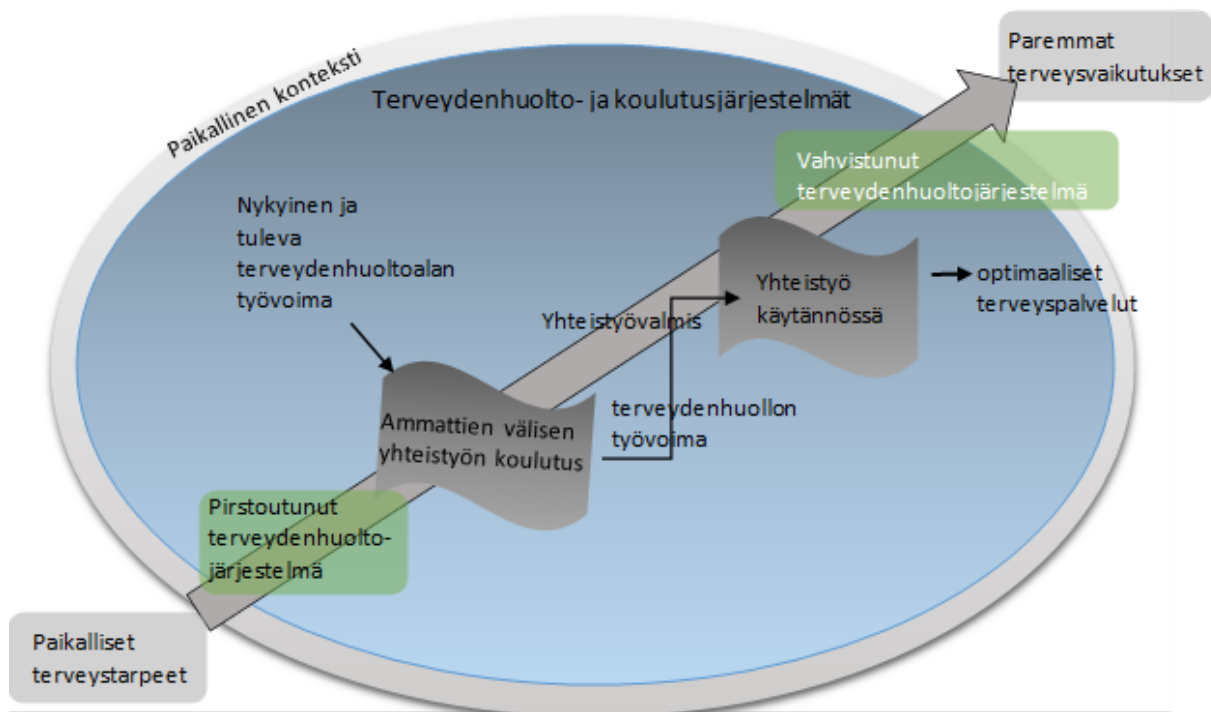 Paremmat
terveysvaikutukset
Paikallinen konteksti
Terveydenhuolto- ja koulutusjärjestelmät
Vahvistunut
terveydenhuoltojärjestelmä
Nykyinen ja
tuleva
terveydenhuoltoalan
työvoima
Yhteistyö
käytännössä
optimaaliset
terveyspalvelut
Yhteistyövalmis
terveydenhuollon
työvoima
Ammattien välisen
yhteistyön koulutus
Pirstoutunut
terveydenhuolto-
järjestelmä
Paikalliset
terveystarpeet